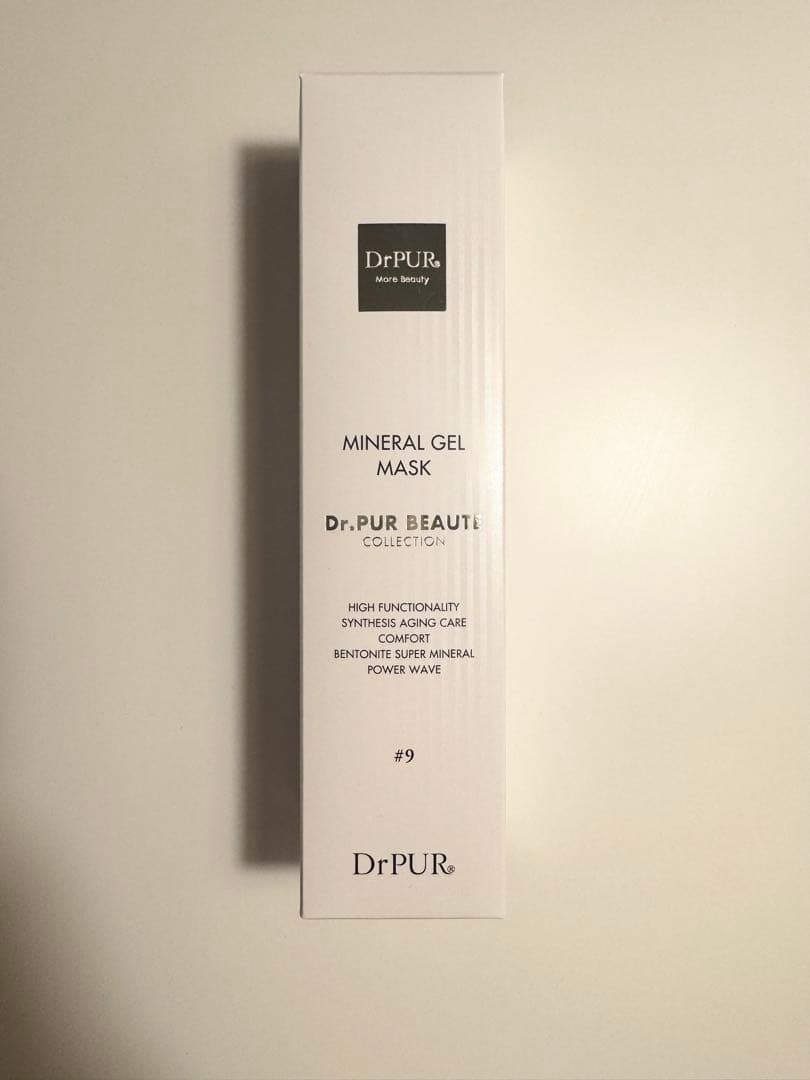 DrPUR®
More Beauty
MINERAL GEL
MASK
Dr.PUR BEAUTE
COLLECTION
HIGH FUNCTIONALITY
SYNTHESIS AGING CARE
COMFORT
BENTONITE SUPER MINERAL
POWER WAVE
#9
DrPUR®